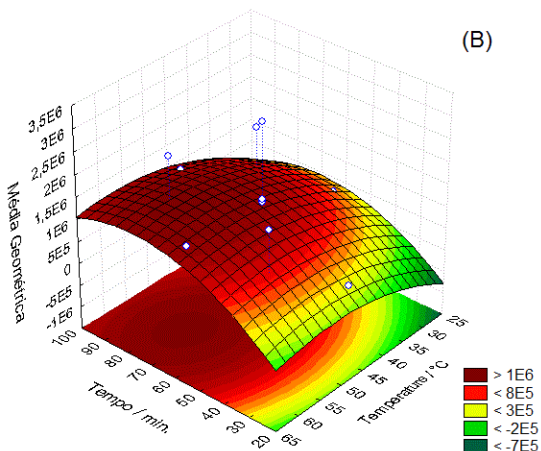 (B)
3,5E6
3E6
2,5E6
2E6
1,5E6
1E6
5E5
0
-5E5
-1E6
Média Geométrica
100
90
80
70
60
50
40
30
20
Tempo / min.
65
60
55
50
45
40
35
30
25
Temperature / °C
> 1E6
< 8E5
< 3E5
< -2E5
< -7E5